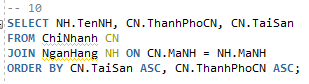 -- 10
SELECT NH.TenNH, CN.ThanhPhoCN, CN.TaiSan
FROM ChiNhanh CN
JOIN NganHang NH ON CN.MaNH = NH.MaNH
ORDER BY CN.TaiSan ASC, CN.ThanhPhoCN ASC;